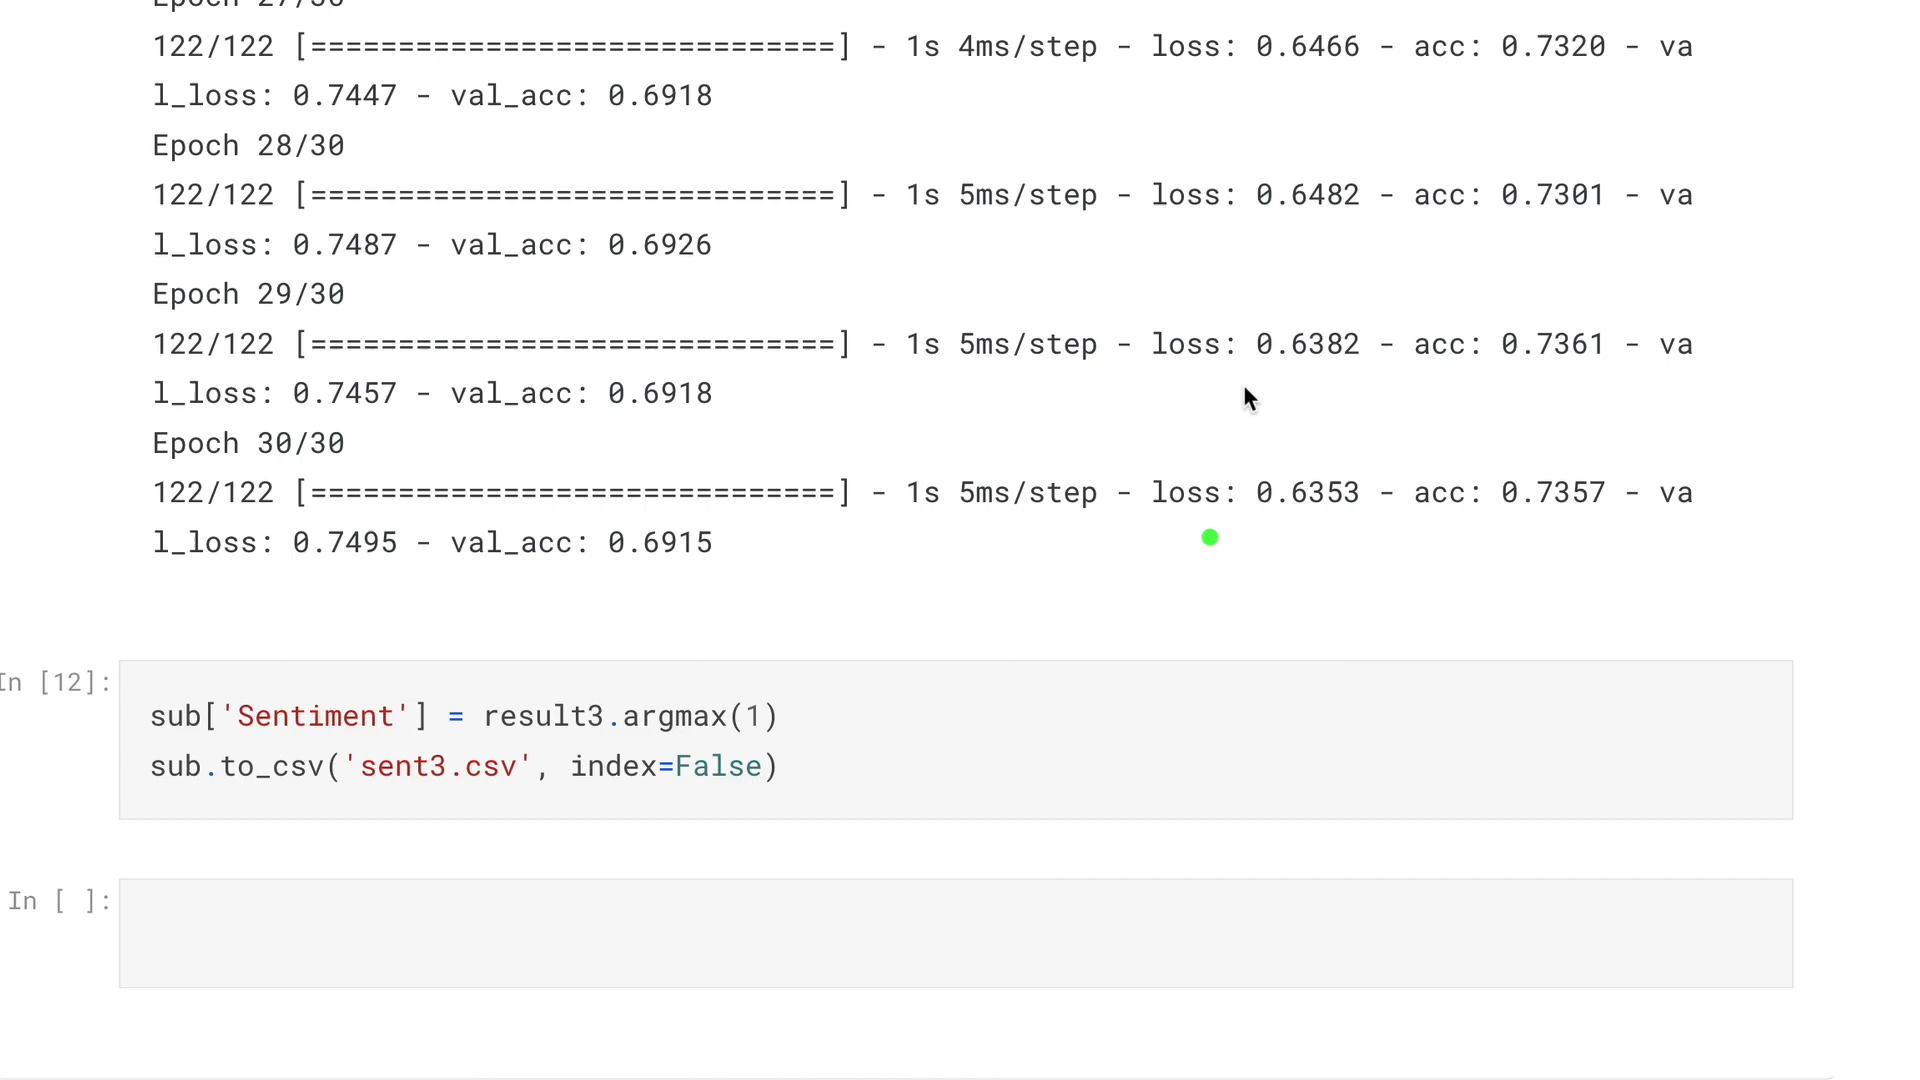 Epoch 27/30
122/122 [==============================] - 1s 4ms/step - loss: 0.6466 - acc: 0.7320 - va
l_loss: 0.7447 - val_acc: 0.6918
Epoch 28/30
122/122 [==============================] - 1s 5ms/step - loss: 0.6482 - acc: 0.7301 - va
l_loss: 0.7487 - val_acc: 0.6926
Epoch 29/30
122/122 [==============================] - 1s 5ms/step - loss: 0.6382 - acc: 0.7361 - va
l_loss: 0.7457 - val_acc: 0.6918
Epoch 30/30
122/122 [==============================] - 1s 5ms/step - loss: 0.6353 - acc: 0.7357 - va
l_loss: 0.7495 - val_acc: 0.6915
In [12]:
sub['Sentiment'] = result3.argmax(1)
sub.to_csv('sent3.csv', index=False)
In [ ]: